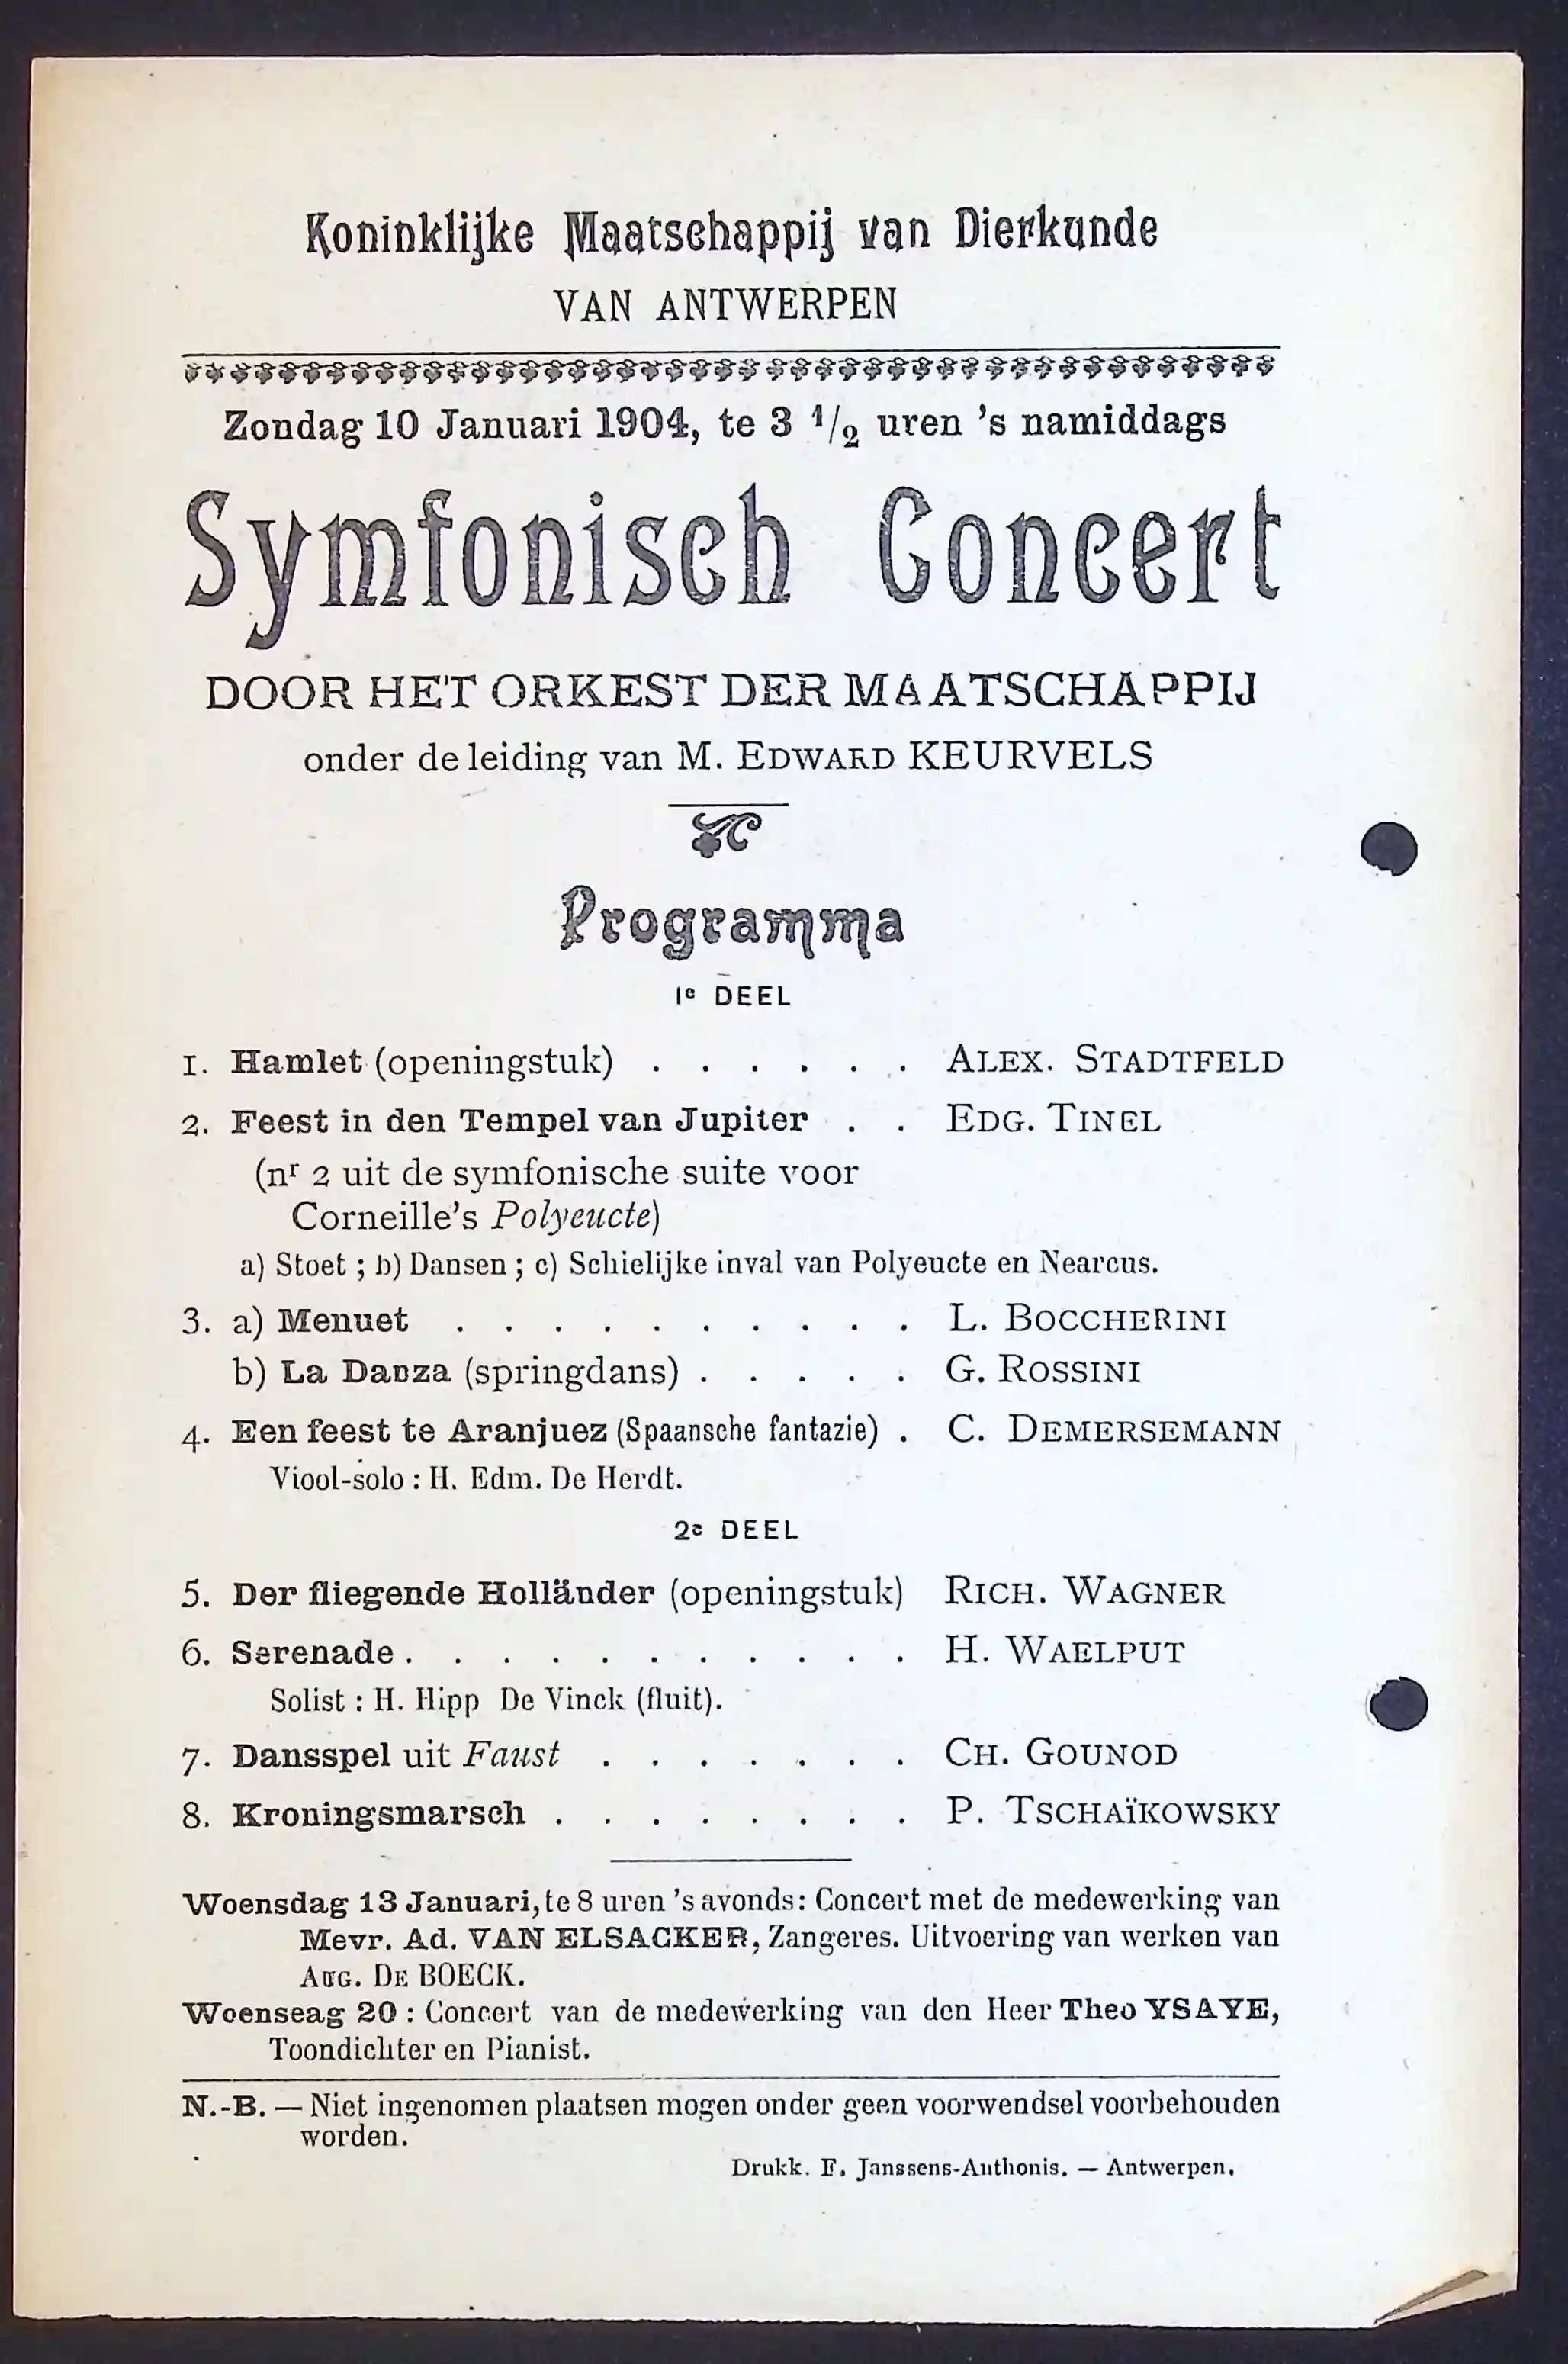 Koninklijke Maatschappij van Dierkunde
VAN ANTWERPEN
Zondag 10 Januari 1904, te 3 1/2 uren 's namiddags
Symfonisch Concert
DOOR HET ORKEST DER MAATSCHAPPIJ
onder de leiding van M. EDWARD KEURVELS
Programma
1e DEEL
1. Hamlet (openingstuk) . . . . . . ALEX. STADTFELD
2. Feest in den Tempel van Jupiter . . EDG. TINEL
(nr 2 uit de symfonische suite voor
Corneille's Polyeucte)
a) Stoet ; b) Dansen ; c) Schielijke inval van Polyeucte en Nearcus.
3. a) Menuet . . . . . . . . . . L. BOCCHERINI
b) La Danza (springdans) . . . . . G. ROSSINI
4. Een feest te Aranjuez (Spaansche fantazie) . C. DEMERSEMANN
Viool-solo : H. Edm. De Herdt.
2e DEEL
5. Der fliegende Holländer (openingstuk) RICH. WAGNER
6. Serenade . . . . . . . . . . . H. WAELPUT
Solist : H. Hipp De Vinck (fluit).
7. Dansspel uit Faust . . . . . . . CH. GOUNOD
8. Kroningsmarsch . . . . . . . . P. TSCHAÏKOWSKY
Woensdag 13 Januari, te 8 uren 's avonds : Concert met de medewerking van
Mevr. Ad. VAN ELSACKER, Zangeres. Uitvoering van werken van
AUG. DE BOECK.
Woenseag 20 : Concert van de medewerking van den Heer Theo YSAYE,
Toondichter en Pianist.
N.-B. — Niet ingenomen plaatsen mogen onder geen voorwendsel voorbehouden
worden.
Drukk. F. Janssens-Anthonis. — Antwerpen.